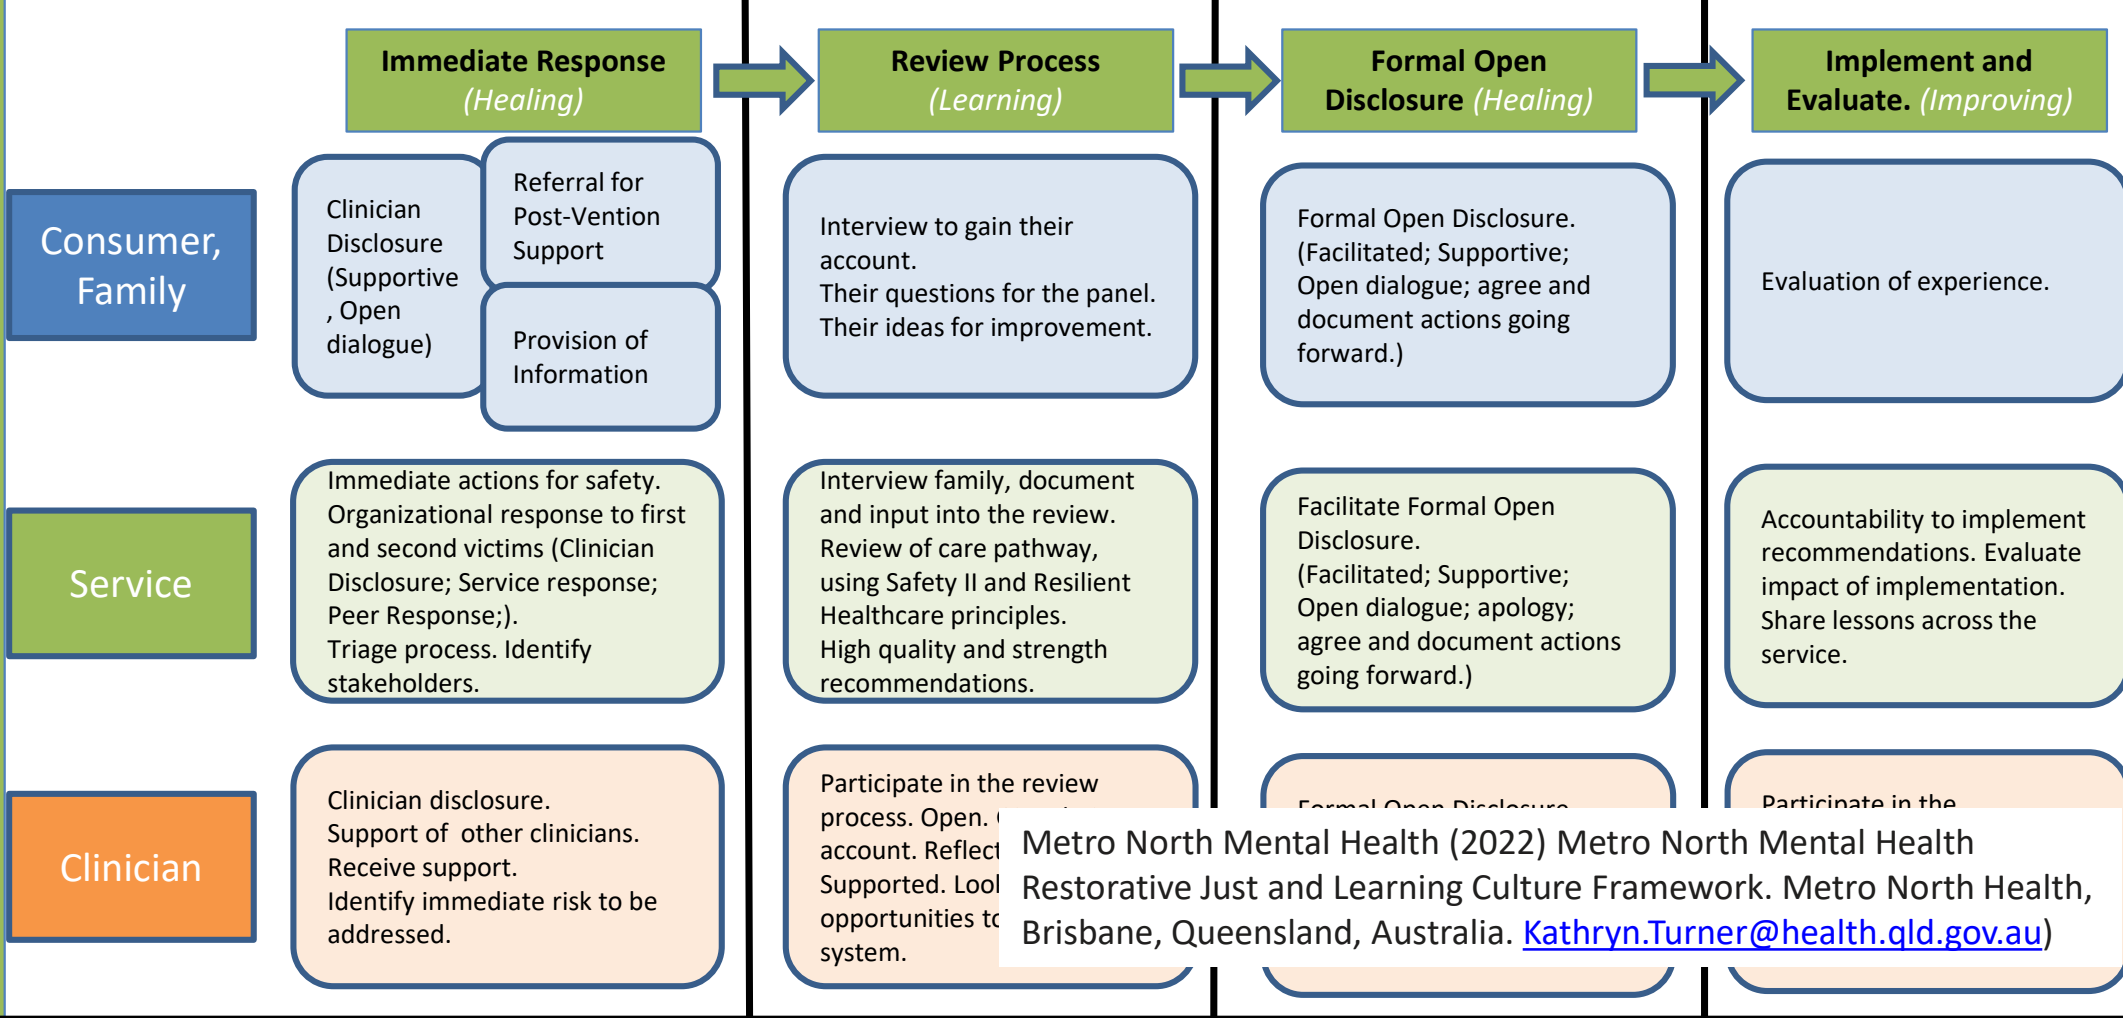 Immediate Response
(Healing)
Review Process
(Learning)
Formal Open
Disclosure (Healing)
Implement and
Evaluate. (Improving)
Consumer,
Family
Clinician
Disclosure
(Supportive
, Open
dialogue)
Referral for
Post-Vention
Support
Provision of
Information
Interview to gain their
account.
Their questions for the panel.
Their ideas for improvement.
Formal Open Disclosure.
(Facilitated; Supportive;
Open dialogue; agree and
document actions going
forward.)
Evaluation of experience.
Service
Immediate actions for safety.
Organizational response to first
and second victims (Clinician
Disclosure; Service response;
Peer Response;).
Triage process. Identify
stakeholders.
Interview family, document
and input into the review.
Review of care pathway,
using Safety II and Resilient
Healthcare principles.
High quality and strength
recommendations.
Facilitate Formal Open
Disclosure.
(Facilitated; Supportive;
Open dialogue; apology;
agree and document actions
going forward.)
Accountability to implement
recommendations. Evaluate
impact of implementation.
Share lessons across the
service.
Clinician
Clinician disclosure.
Support of  other clinicians.
Receive support.
Identify immediate risk to be
addressed.
Participate in the review
process. Open.
account.
Supported.
opportunities
system.
Formal Open Disclosure
Participate in the
Metro North Mental Health (2022) Metro North Mental Health
Restorative Just and Learning Culture Framework. Metro North Health,
Brisbane, Queensland, Australia. Kathryn.Turner@health.qld.gov.au)